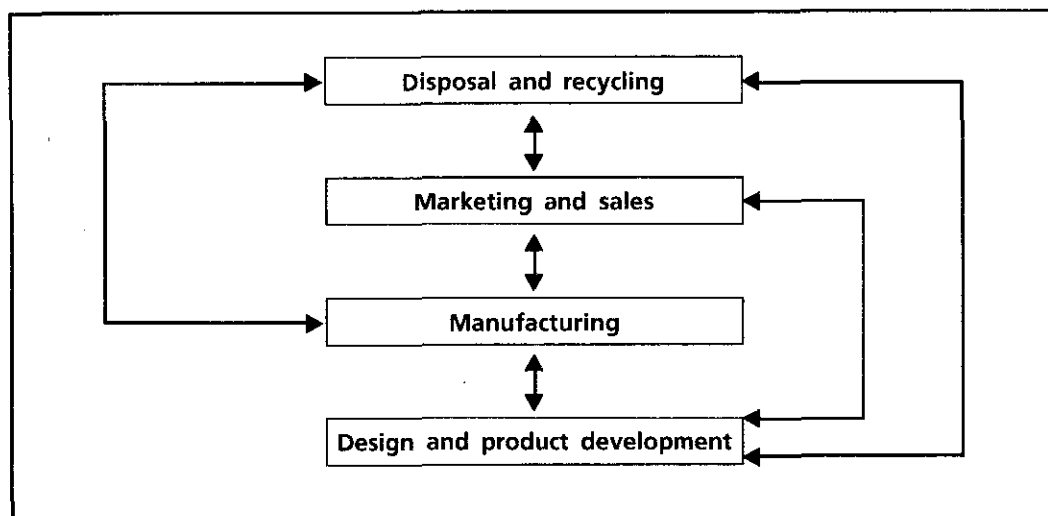 Disposal and recycling
Marketing and sales
Manufacturing
Design and product development